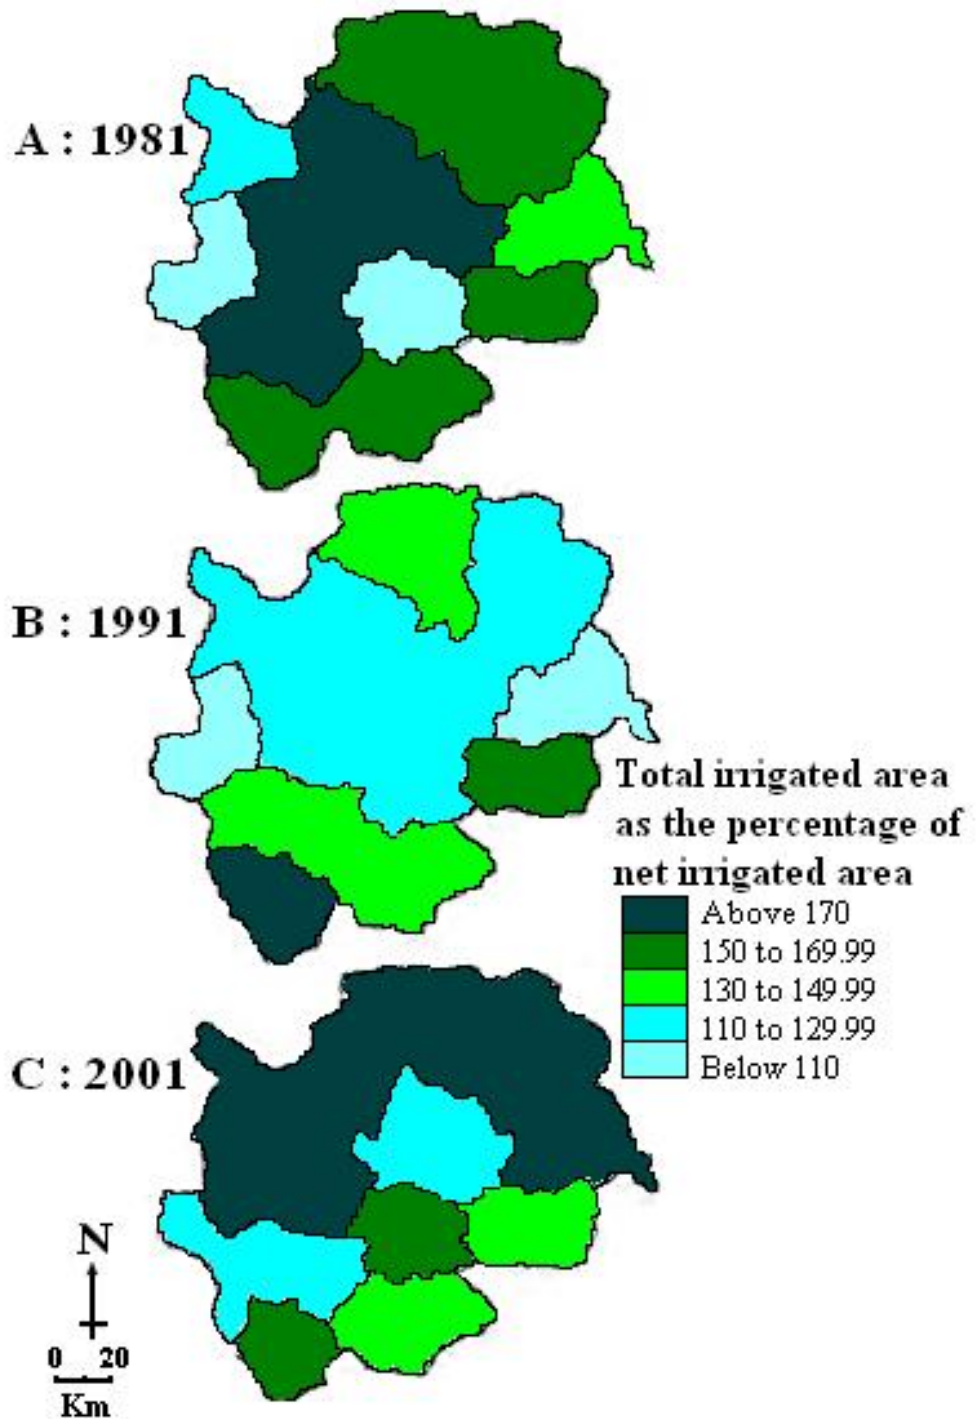 A : 1981
B : 1991
Total irrigated area
as the percentage of
net irrigated area
Above 170
150 to 169.99
130 to 149.99
110 to 129.99
Below 110
C : 2001
N
0 20
Km